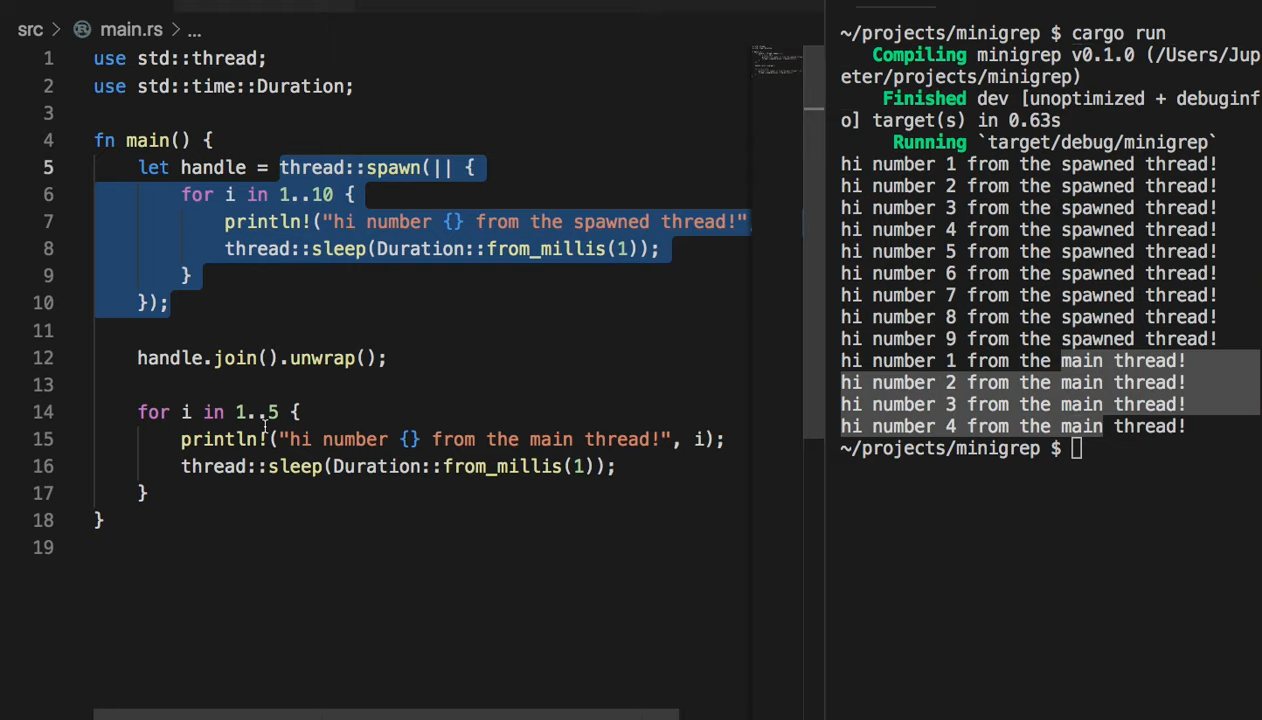 src > main.rs > ...
1 use std::thread;
2 use std::time::Duration;
3
4 fn main() {
5 let handle = thread::spawn(|| {
6 for i in 1..10 {
7 println!("hi number {} from the spawned thread!"
8 thread::sleep(Duration::from_millis(1));
9 }
10 });
11
12 handle.join().unwrap();
13
14 for i in 1..5 {
15 println!("hi number {} from the main thread!", i);
16 thread::sleep(Duration::from_millis(1));
17 }
18 }
19
~/projects/minigrep $ cargo run
Compiling minigrep v0.1.0 (/Users/Jup
eter/projects/minigrep)
Finished dev [unoptimized + debuginf
o] target(s) in 0.63s
Running `target/debug/minigrep`
hi number 1 from the spawned thread!
hi number 2 from the spawned thread!
hi number 3 from the spawned thread!
hi number 4 from the spawned thread!
hi number 5 from the spawned thread!
hi number 6 from the spawned thread!
hi number 7 from the spawned thread!
hi number 8 from the spawned thread!
hi number 9 from the spawned thread!
hi number 1 from the main thread!
hi number 2 from the main thread!
hi number 3 from the main thread!
hi number 4 from the main thread!
~/projects/minigrep $